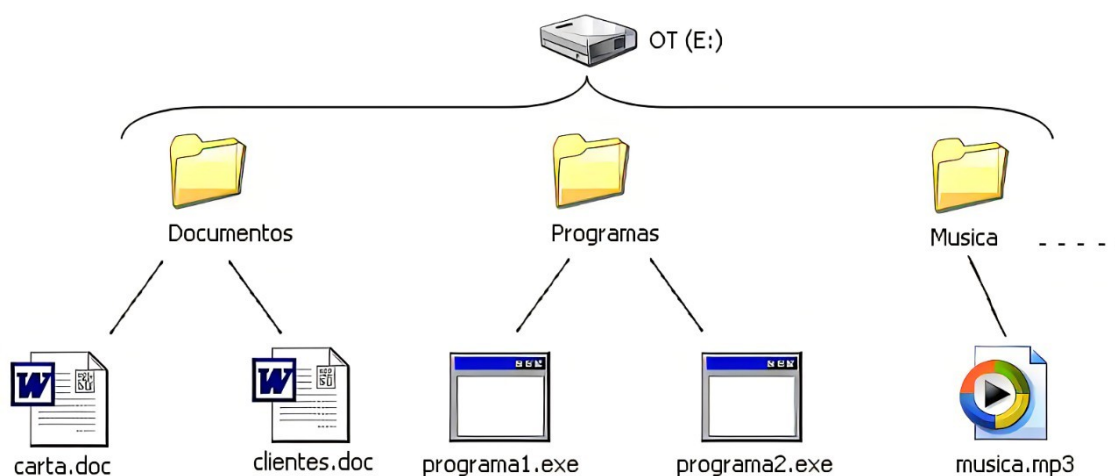 OT (E:)
Documentos
Programas
Musica - - - -
carta.doc
clientes.doc
programa1.exe
programa2.exe
musica.mp3